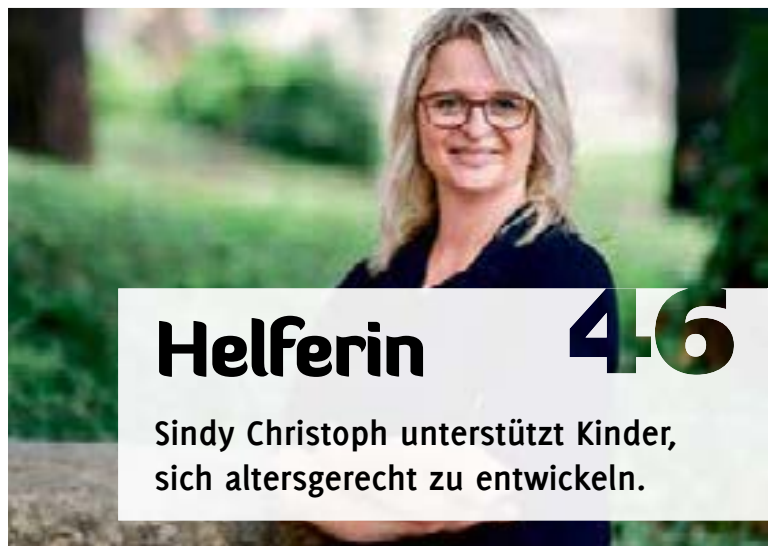 Helferin 46
Sindy Christoph unterstützt Kinder,
sich altersgerecht zu entwickeln.